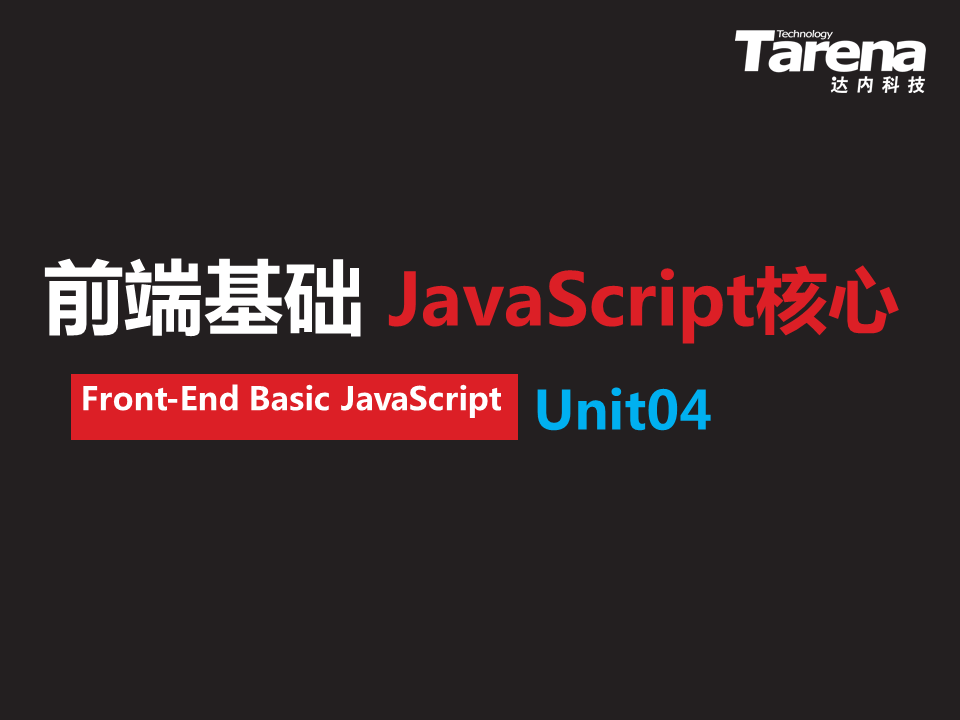 Technology
Tarena
达内科技
前端基础 JavaScript核心
Front-End Basic JavaScript Unit04